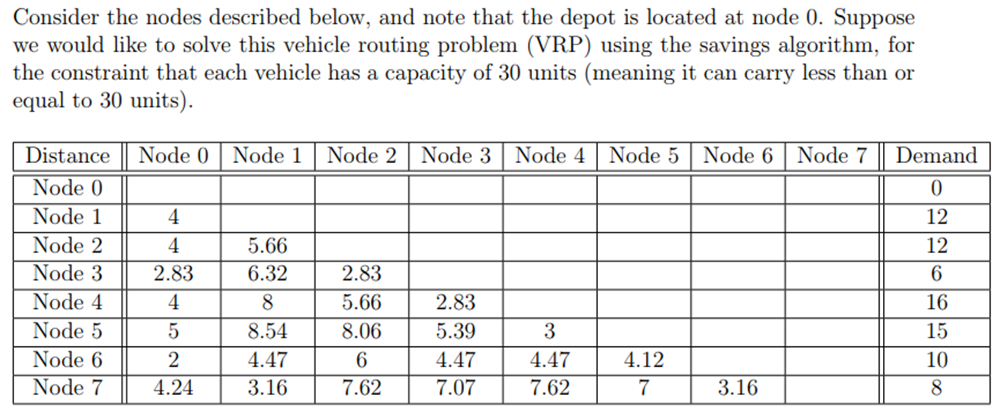 Consider the nodes described below, and note that the depot is located at node 0. Suppose
we would like to solve this vehicle routing problem (VRP) using the savings algorithm, for
the constraint that each vehicle has a capacity of 30 units (meaning it can carry less than or
equal to 30 units).
Distance Node 0 Node 1 Node 2 Node 3 Node 4 Node 5 Node 6 Node 7 Demand
Node 0 0
Node 1 4 12
Node 2 4 5.66 12
Node 3 2.83 6.32 2.83 6
Node 4 4 8 5.66 2.83 16
Node 5 5 8.54 8.06 5.39 3 15
Node 6 2 4.47 6 4.47 4.47 4.12 10
Node 7 4.24 3.16 7.62 7.07 7.62 7 3.16 8